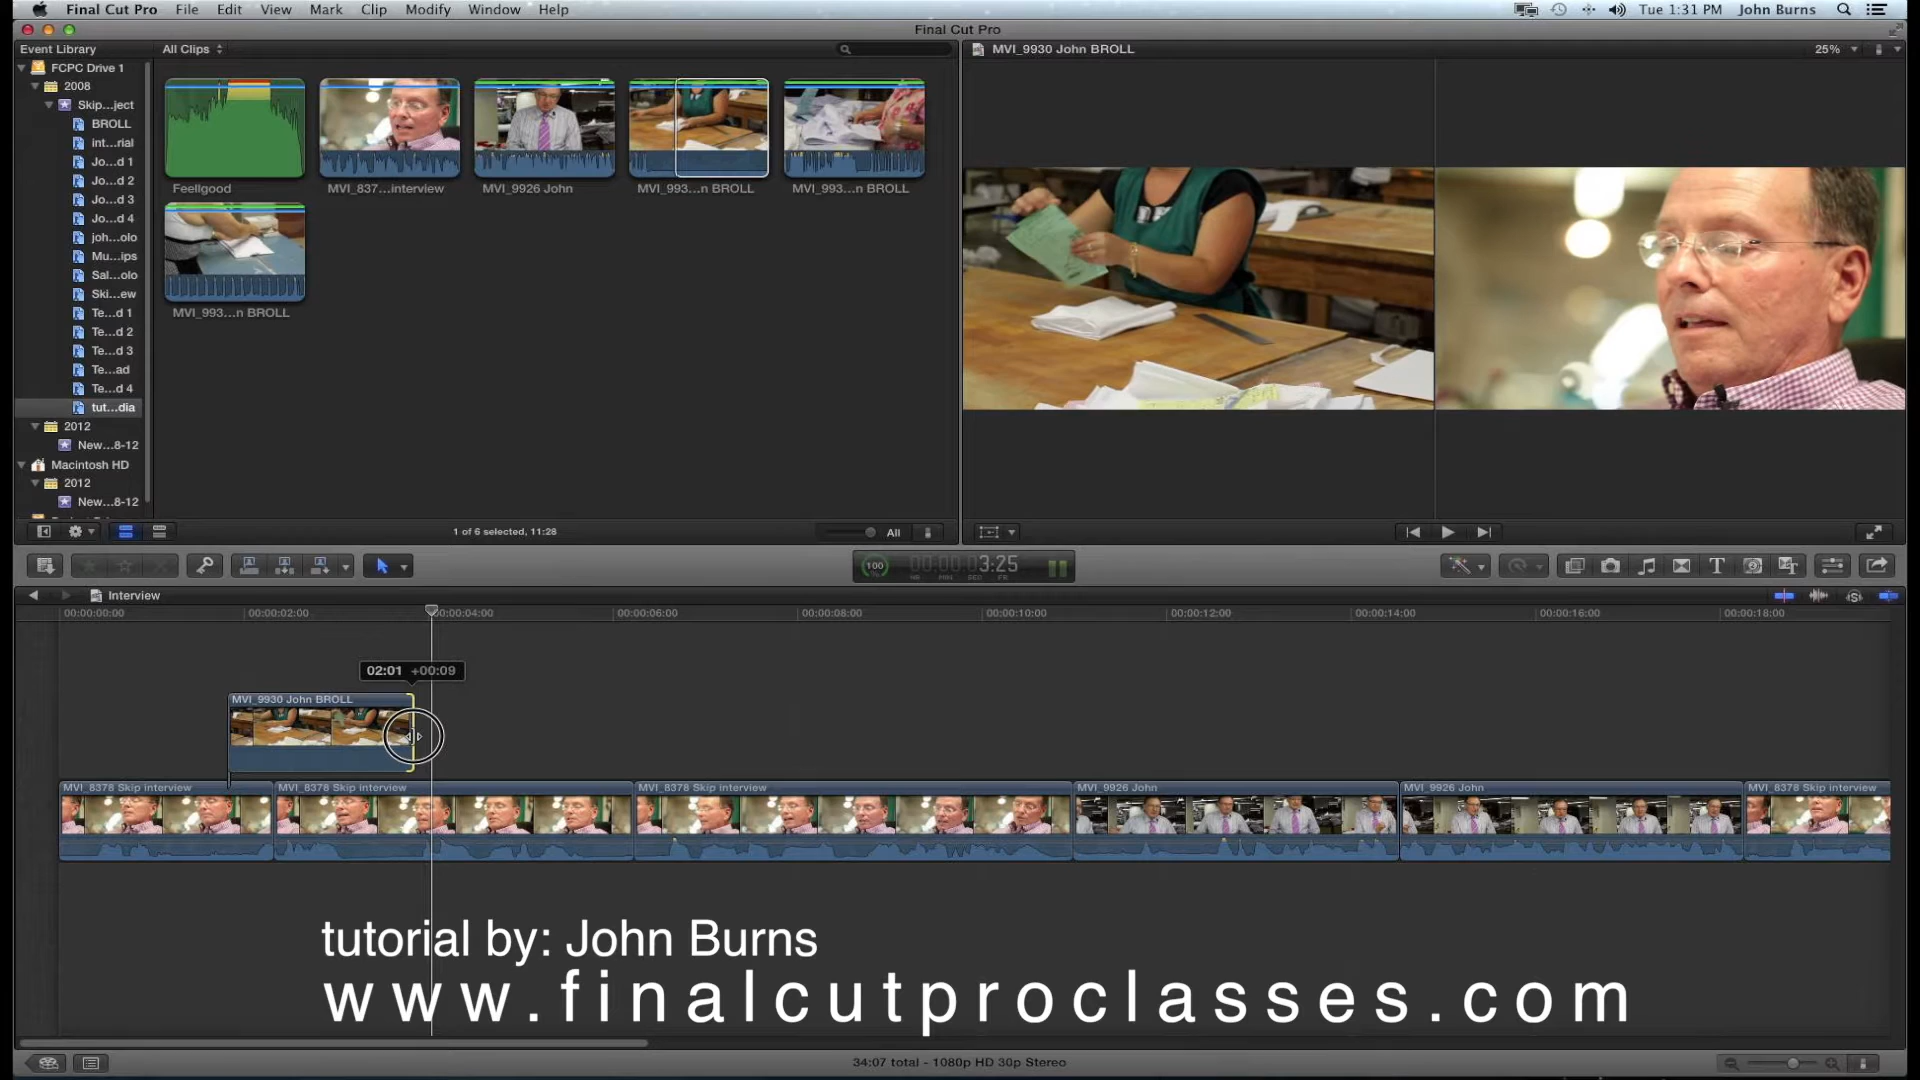 Final Cut Pro File Edit View Mark Clip Modify Window Help Tue 1:31 PM John Burns
Final Cut Pro
Event Library All Clips MVI_9930 John BROLL 25%
FCPC Drive 1
2008
Skip...ject
BROLL
int...rial
Jo...d 1
Jo...d 2
Jo...d 3
Jo...d 4
joh...olo
Mu...ips
Sal...olo
Ski...ew
Te...d 1
Te...d 2
Te...d 3
Te...ad
Te...d 4
tut...dia
2012
New...8-12
Macintosh HD
2012
New...8-12
Feellgood MVI_837...interview MVI_9926 John MVI_993...n BROLL MVI_993...n BROLL
MVI_993...n BROLL
1 of 6 selected, 11:28 All
100 % 00:00:00:03:25
HR MIN SEC FR
Interview
00:00:00:00 00:00:02:00 00:00:04:00 00:00:06:00 00:00:08:00 00:00:10:00 00:00:12:00 00:00:14:00 00:00:16:00 00:00:18:00
02:01 +00:09
MVI_9930 John BROLL
MVI_8378 Skip interview MVI_8378 Skip interview MVI_8378 Skip interview MVI_9926 John MVI_9926 John MVI_8378 Skip interview
tutorial by: John Burns
www.finalcutproclasses.com
34:07 total - 1080p HD 30p Stereo